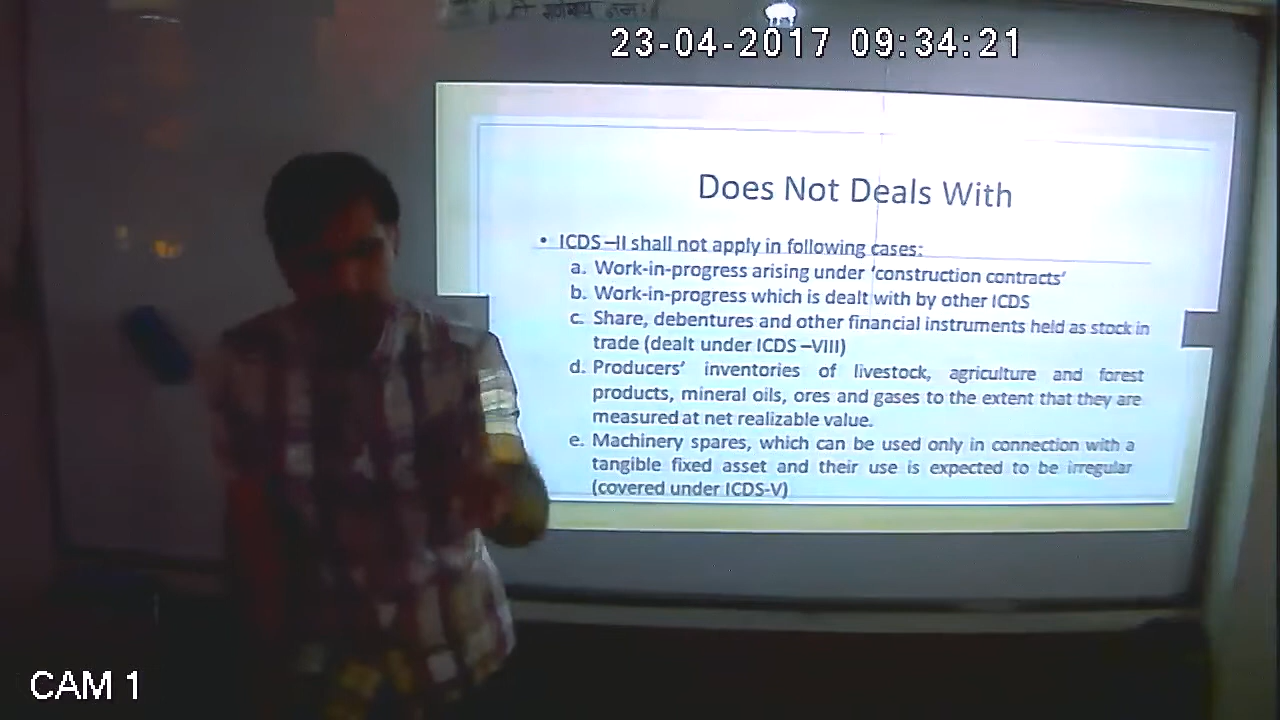 ॥ श्री गणेशाय नमः ॥
23-04-2017 09:34:21
Does Not Deals With
• ICDS –II shall not apply in following cases:
a. Work-in-progress arising under ‘construction contracts’
b. Work-in-progress which is dealt with by other ICDS
c. Share, debentures and other financial instruments held as stock in
trade (dealt under ICDS –VIII)
d. Producers’ inventories of livestock, agriculture and forest
products, mineral oils, ores and gases to the extent that they are
measured at net realizable value.
e. Machinery spares, which can be used only in connection with a
tangible fixed asset and their use is expected to be irregular
(covered under ICDS-V)
CAM 1